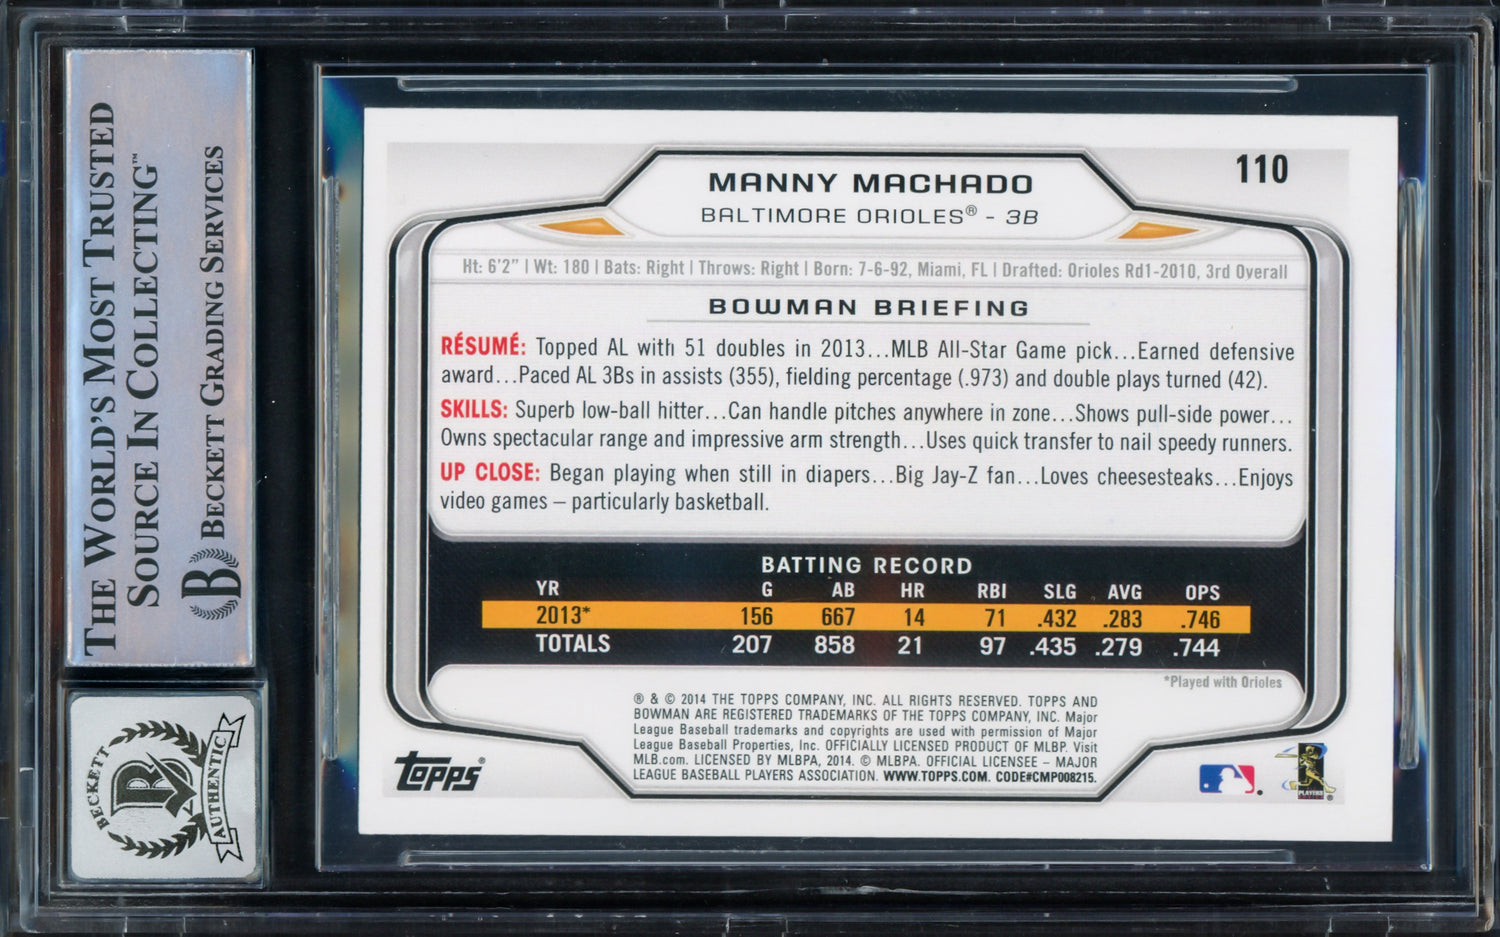 THE WORLD'S MOST TRUSTED
SOURCE IN COLLECTING™
B BECKETT GRADING SERVICES
BECKETT
B
AUTHENTIC
110
MANNY MACHADO
BALTIMORE ORIOLES® - 3B
Ht: 6'2" | Wt: 180 | Bats: Right | Throws: Right | Born: 7-6-92, Miami, FL | Drafted: Orioles Rd1-2010, 3rd Overall
BOWMAN BRIEFING
RÉSUMÉ: Topped AL with 51 doubles in 2013...MLB All-Star Game pick...Earned defensive
award...Paced AL 3Bs in assists (355), fielding percentage (.973) and double plays turned (42).
SKILLS: Superb low-ball hitter...Can handle pitches anywhere in zone...Shows pull-side power...
Owns spectacular range and impressive arm strength...Uses quick transfer to nail speedy runners.
UP CLOSE: Began playing when still in diapers...Big Jay-Z fan...Loves cheesesteaks...Enjoys
video games – particularly basketball.
BATTING RECORD
YR G AB HR RBI SLG AVG OPS
2013* 156 667 14 71 .432 .283 .746
TOTALS 207 858 21 97 .435 .279 .744
*Played with Orioles
® & © 2014 THE TOPPS COMPANY, INC. ALL RIGHTS RESERVED. TOPPS AND
BOWMAN ARE REGISTERED TRADEMARKS OF THE TOPPS COMPANY, INC. Major
League Baseball trademarks and copyrights are used with permission of Major
League Baseball Properties, Inc. OFFICIALLY LICENSED PRODUCT OF MLBP. Visit
MLB.com. LICENSED BY MLBPA, 2014. © MLBPA. OFFICIAL LICENSEE – MAJOR
LEAGUE BASEBALL PLAYERS ASSOCIATION. WWW.TOPPS.COM. CODE#CMP008215.
Topps®
PLAYERS